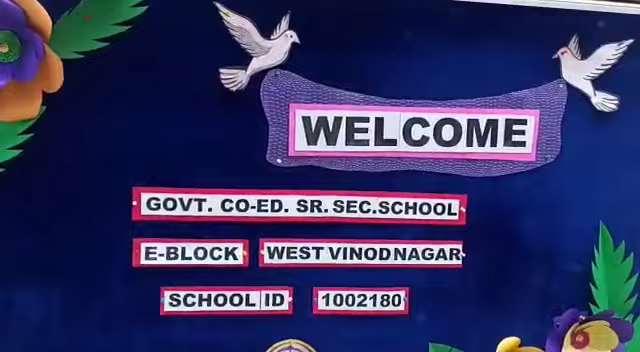 WELCOME
GOVT. CO-ED. SR. SEC.SCHOOL
E-BLOCK WEST VINOD NAGAR
SCHOOL ID 1002180